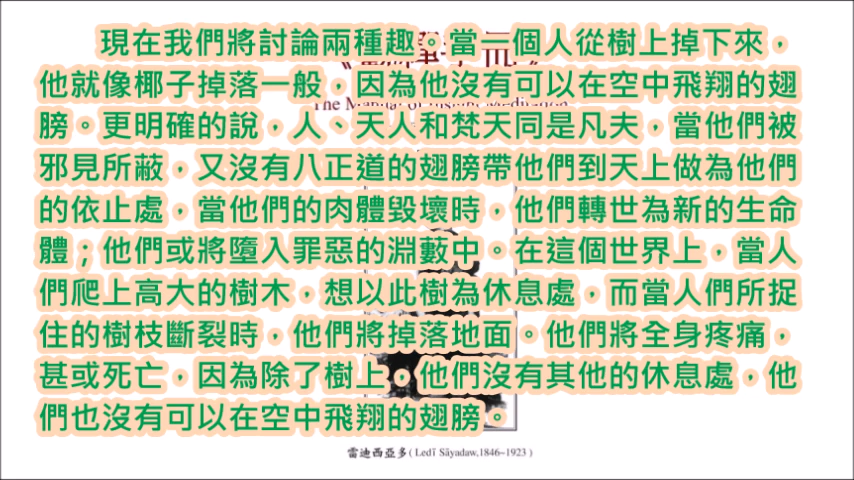 現在我們將討論兩種趣。當一個人從樹上掉下來，
他就像椰子掉落一般，因為他沒有可以在空中飛翔的翅
The Manual of Insight Meditation
膀。更明確的說，人、天人和梵天同是凡夫，當他們被
邪見所蔽，又沒有八正道的翅膀帶他們到天上做為他們
的依止處，當他們的肉體毀壞時，他們轉世為新的生命
體；他們或將墮入罪惡的淵藪中。在這個世界上，當人
們爬上高大的樹木，想以此樹為休息處，而當人們所捉
住的樹枝斷裂時，他們將掉落地面。他們將全身疼痛，
甚或死亡，因為除了樹上，他們沒有其他的休息處，他
們也沒有可以在空中飛翔的翅膀。
雷迪西亞多(Ledī Sāyadaw,1846–1923)